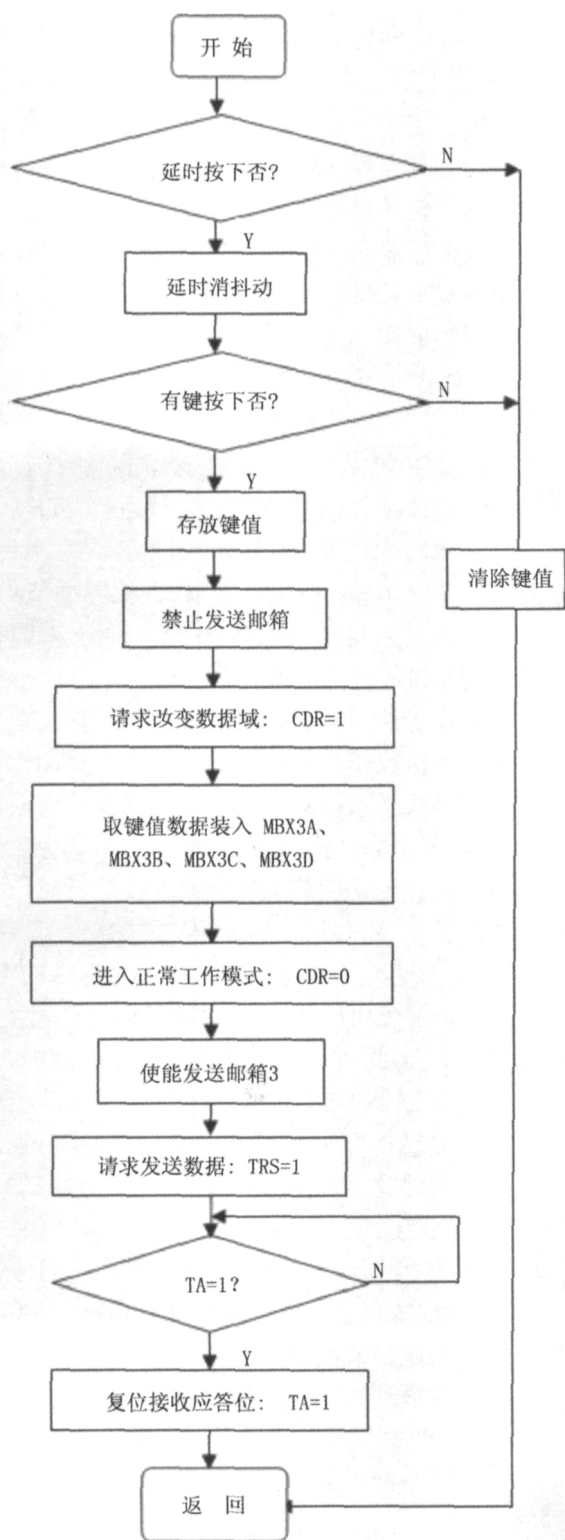 开 始
延时按下否?
N
Y
延时消抖动
有键按下否?
N
Y
存放键值
清除键值
禁止发送邮箱
请求改变数据域: CDR=1
取键值数据装入 MBX3A、
MBX3B、MBX3C、MBX3D
进入正常工作模式: CDR=0
使能发送邮箱3
请求发送数据: TRS=1
TA=1?
N
Y
复位接收应答位: TA=1
返 回